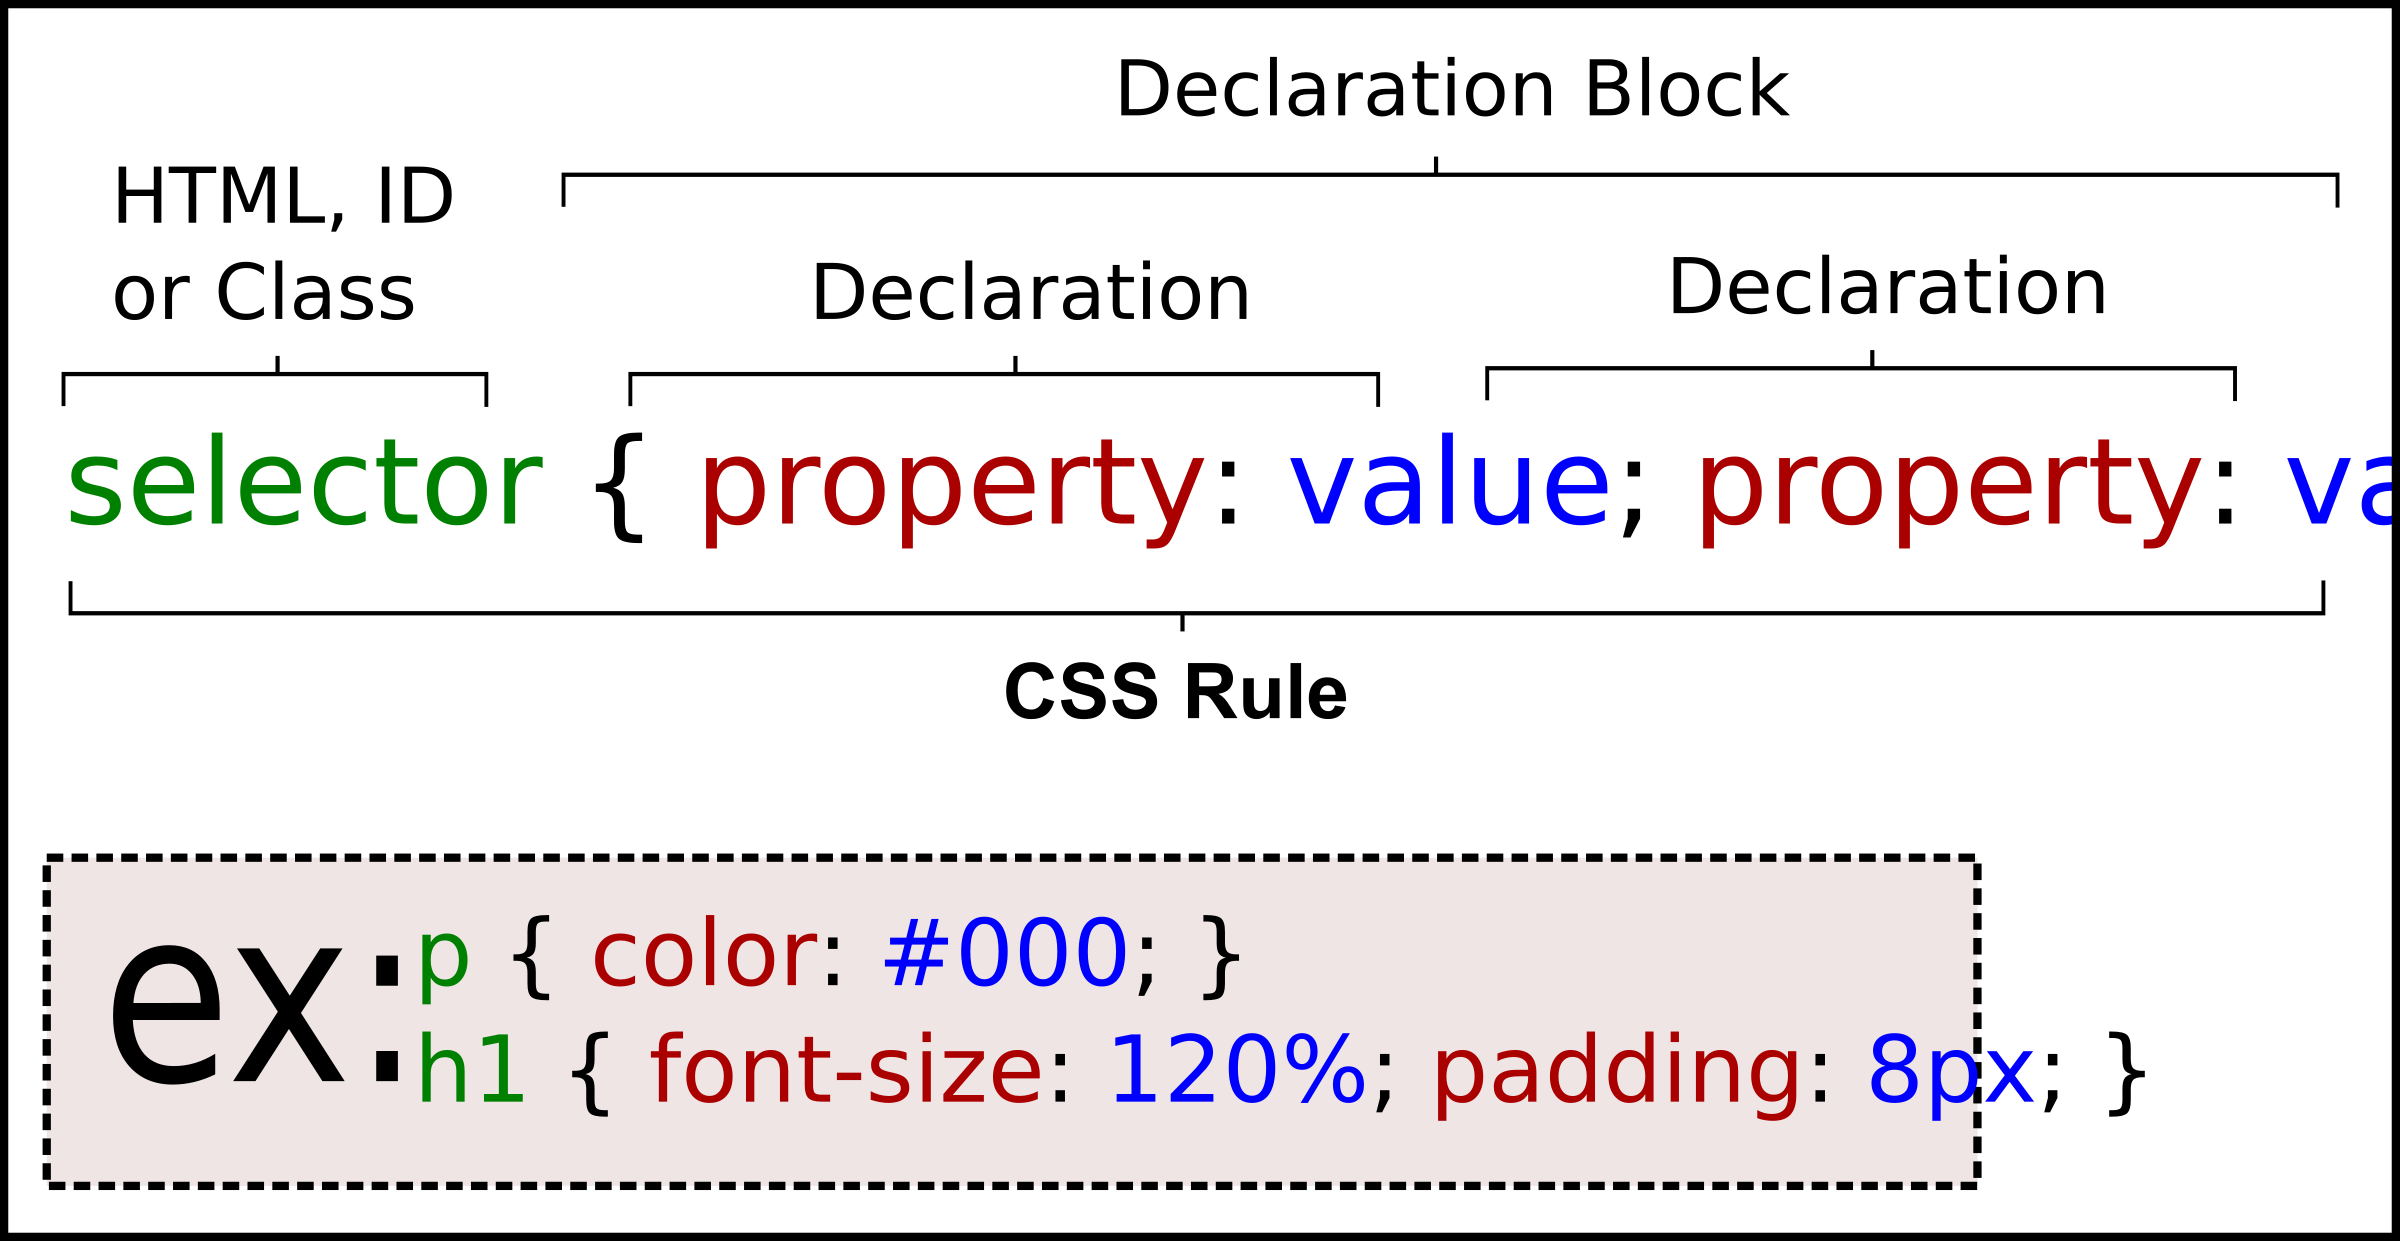 Declaration Block
HTML, ID
or Class
Declaration
Declaration
selector { property: value; property: va
CSS Rule
ex:
p { color: #000; }
h1 { font-size: 120%; padding: 8px; }